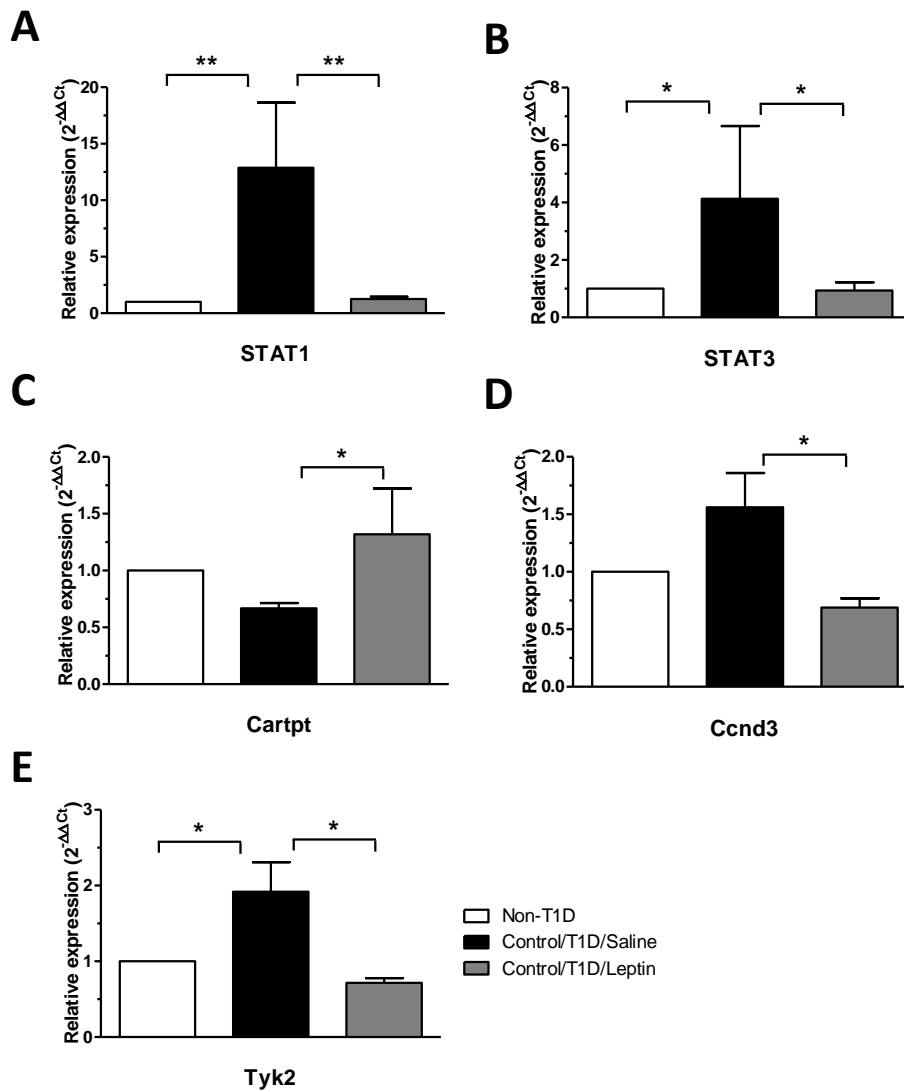 A
** **
Relative expression (2^-ΔΔCt)
20
15
10
5
0
STAT1
B
* *
Relative expression (2^-ΔΔCt)
8
6
4
2
0
STAT3
C
*
Relative expression (2^-ΔΔCt)
2.0
1.5
1.0
0.5
0.0
Cartpt
D
*
Relative expression (2^-ΔΔCt)
2.0
1.5
1.0
0.5
0.0
Ccnd3
E
* *
Relative expression (2^-ΔΔCt)
3
2
1
0
Tyk2
Non-T1D
Control/T1D/Saline
Control/T1D/Leptin